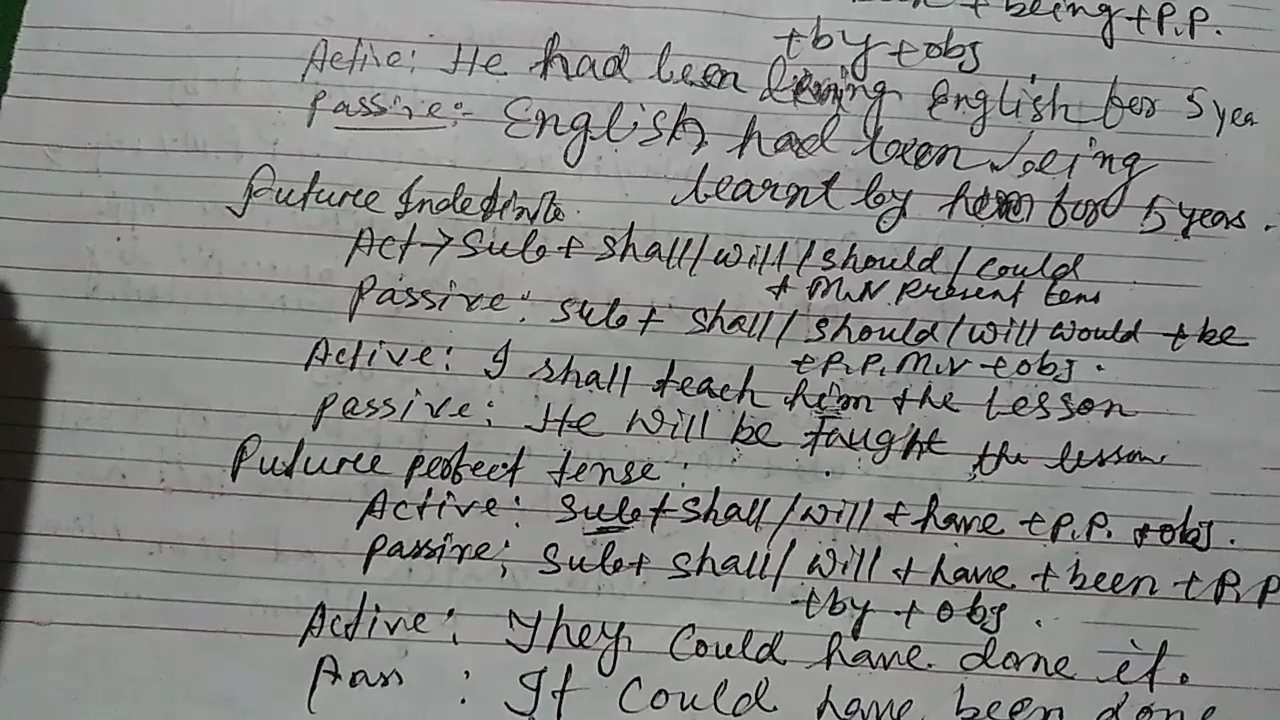 + being + P.P.
+ by + obj
Active: He had been learning English for 5 yea
Passive:- English had been being
learnt by him for 5 years.
Future Indefinite.
Act → Sub + shall/will/should/could
+ M.V present tens
Passive: sub + shall/should/will would + be
+ P.P. M.V + obj.
Active: I shall teach him the lesson
Passive: He will be taught the lesson
Future perfect tense:
Active: Sub + shall/will + have + P.P. + obj.
Passive; Sub + shall/will + have + been + P.P
+ by + obj.
Active: They could have done it.
Pass : It could have been done